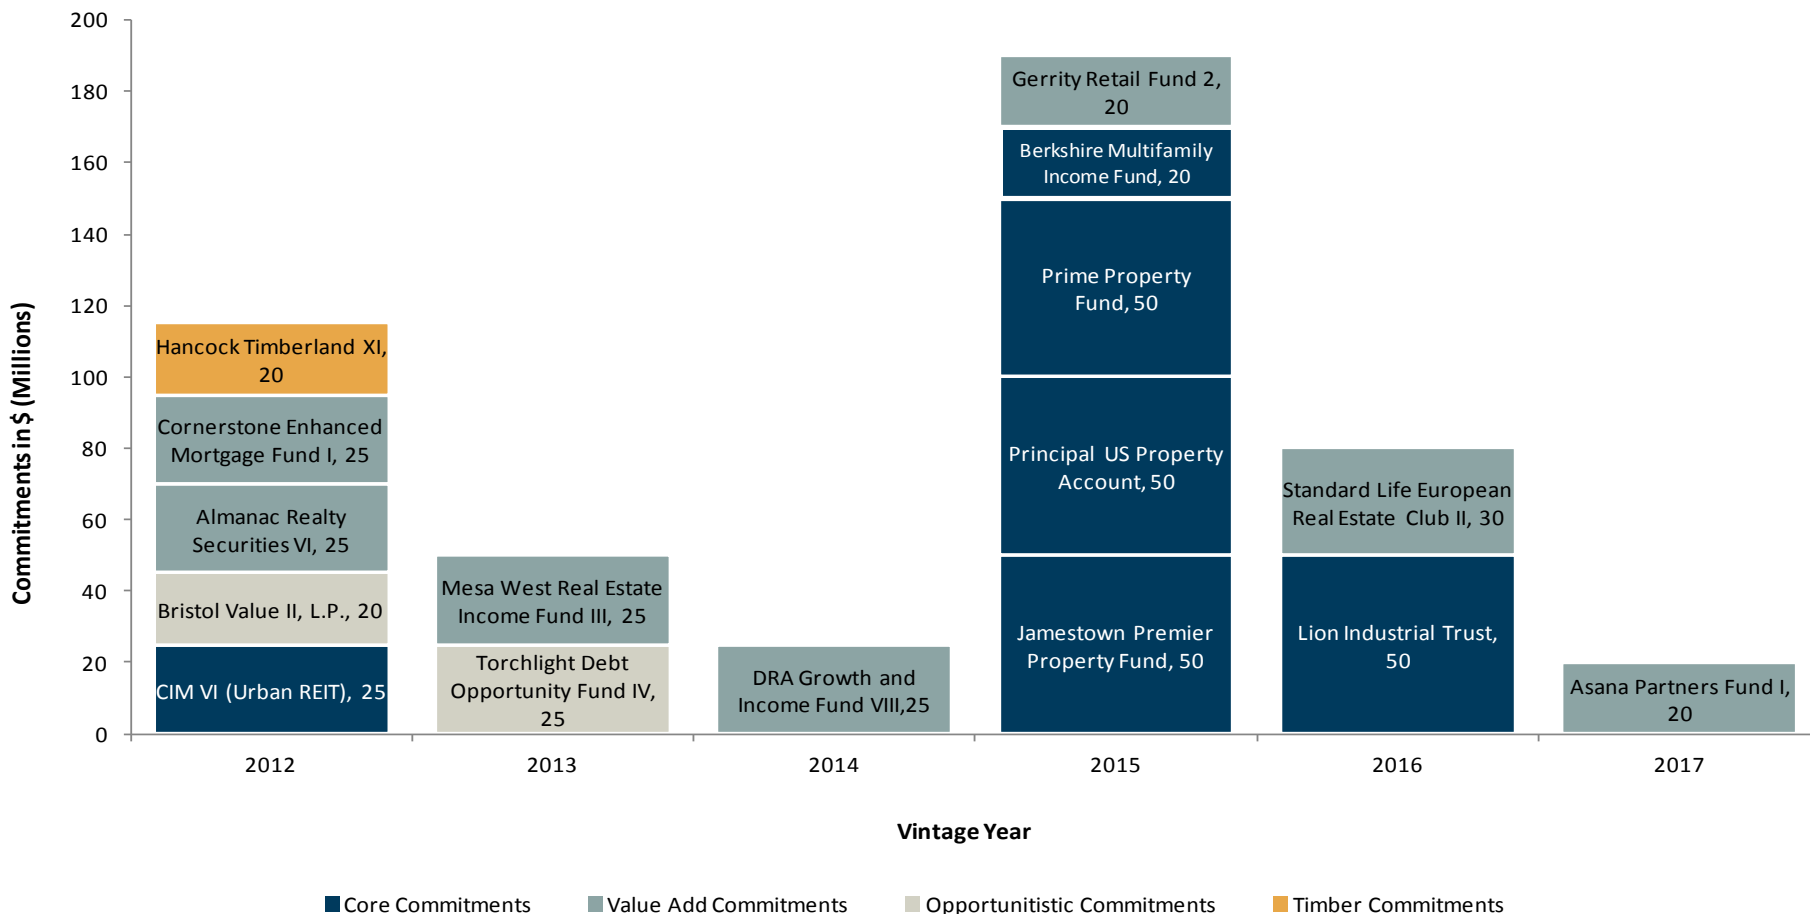 200
180
160
140
120
100
80
60
40
20
0
Commitments in $ (Millions)
Hancock Timberland XI,
20
Cornerstone Enhanced
Mortgage Fund I, 25
Almanac Realty
Securities VI, 25
Bristol Value II, L.P., 20
CIM VI (Urban REIT), 25
Mesa West Real Estate
Income Fund III, 25
Torchlight Debt
Opportunity Fund IV,
25
DRA Growth and
Income Fund VIII,25
Gerrity Retail Fund 2,
20
Berkshire Multifamily
Income Fund, 20
Prime Property
Fund, 50
Principal US Property
Account, 50
Jamestown Premier
Property Fund, 50
Standard Life European
Real Estate Club II, 30
Lion Industrial Trust,
50
Asana Partners Fund I,
20
2012
2013
2014
2015
2016
2017
Vintage Year
Core Commitments
Value Add Commitments
Opportunitistic Commitments
Timber Commitments